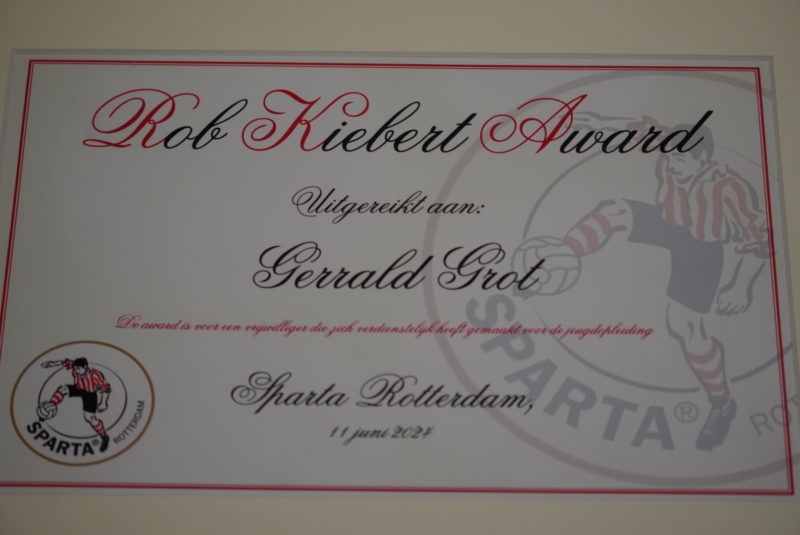 Rob Kiebert Award
Uitgereikt aan:
Gerrald Grot
De award is voor een vrijwilliger die zich verdienstelijk heeft gemaakt voor de jeugdopleiding
Sparta Rotterdam,
11 juni 2024
SPARTA®
ROTTERDAM
SPARTA®
RO